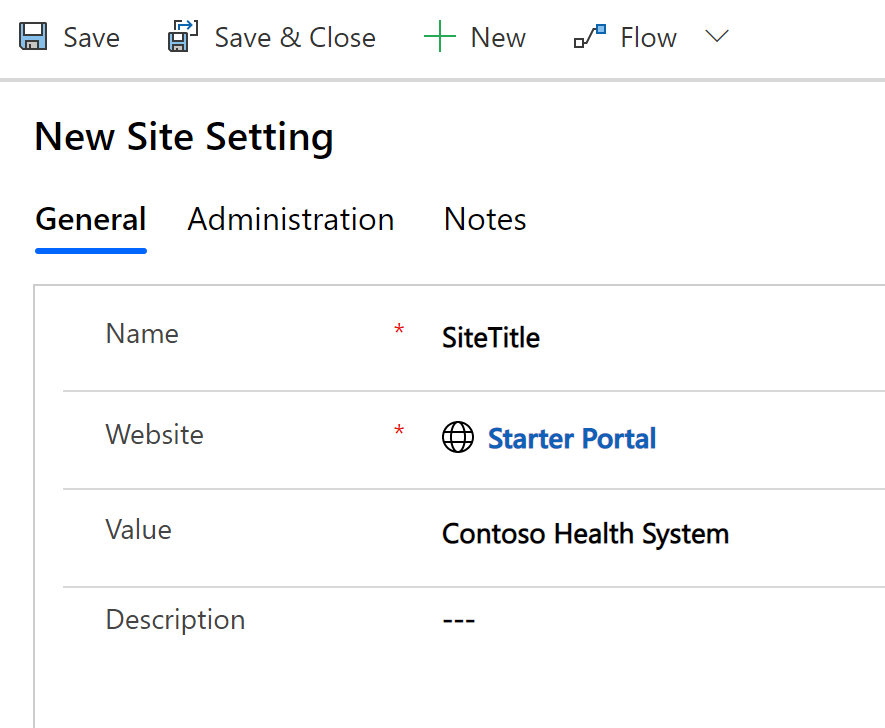 Save Save & Close New Flow
New Site Setting
General Administration Notes
Name * SiteTitle
Website * Starter Portal
Value Contoso Health System
Description ---